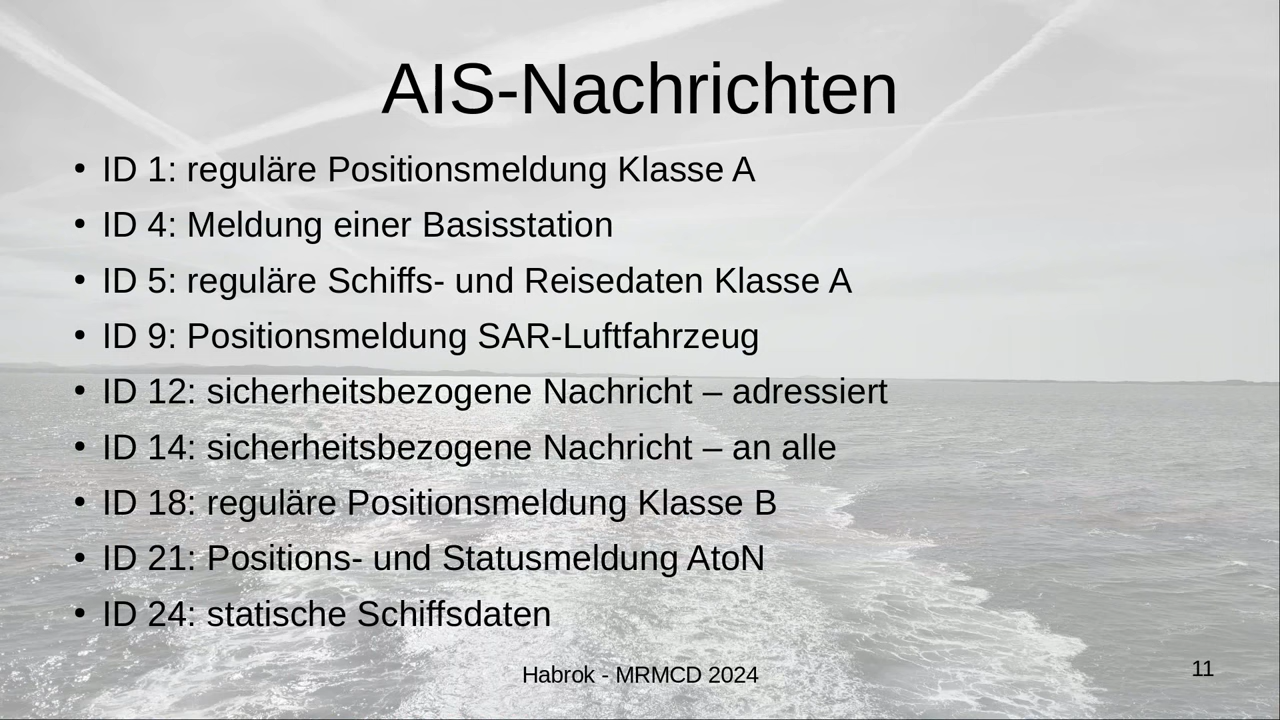 AIS-Nachrichten
• ID 1: reguläre Positionsmeldung Klasse A
• ID 4: Meldung einer Basisstation
• ID 5: reguläre Schiffs- und Reisedaten Klasse A
• ID 9: Positionsmeldung SAR-Luftfahrzeug
• ID 12: sicherheitsbezogene Nachricht – adressiert
• ID 14: sicherheitsbezogene Nachricht – an alle
• ID 18: reguläre Positionsmeldung Klasse B
• ID 21: Positions- und Statusmeldung AtoN
• ID 24: statische Schiffsdaten
Habrok - MRMCD 2024
11